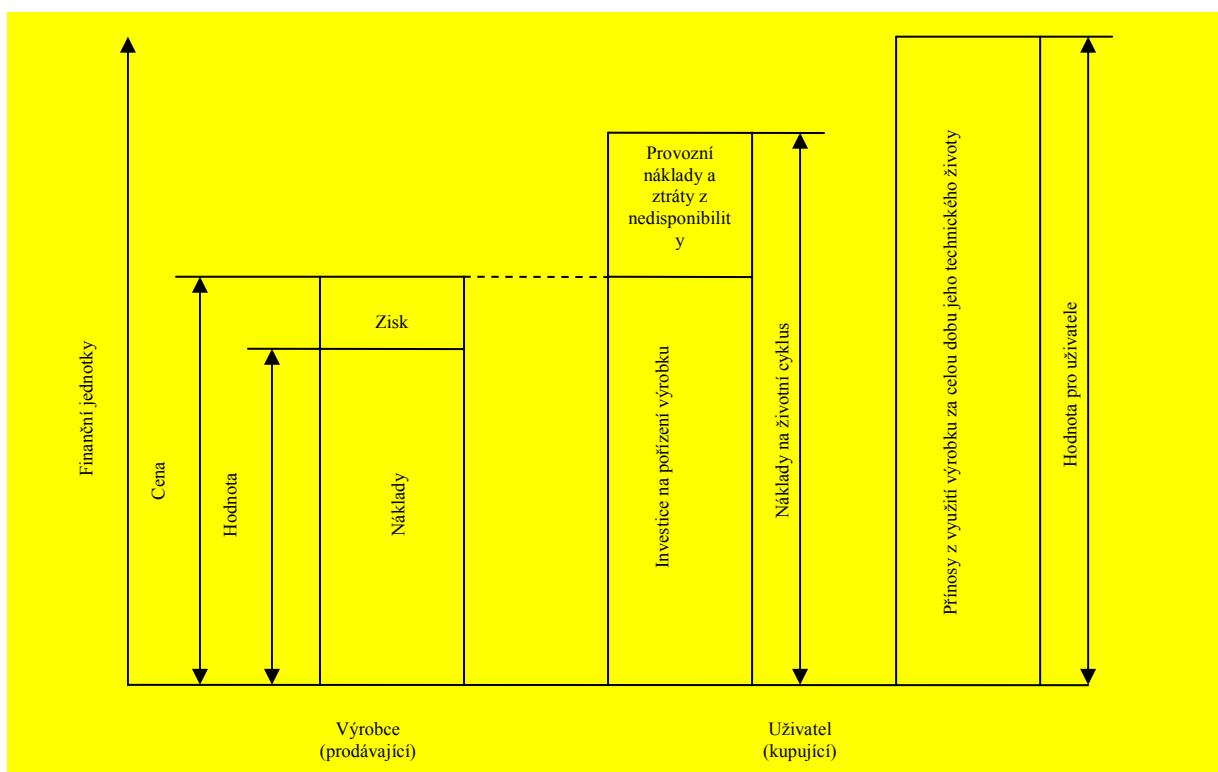 Finanční jednotky
Cena
Hodnota
Zisk
Náklady
Provozní
náklady a
ztráty z
nedisponibilit
y
Investice na pořízení výrobku
Náklady na životní cyklus
Přínosy z využití výrobku za celou dobu jeho technického životy
Hodnota pro uživatele
Výrobce
(prodávající)
Uživatel
(kupující)